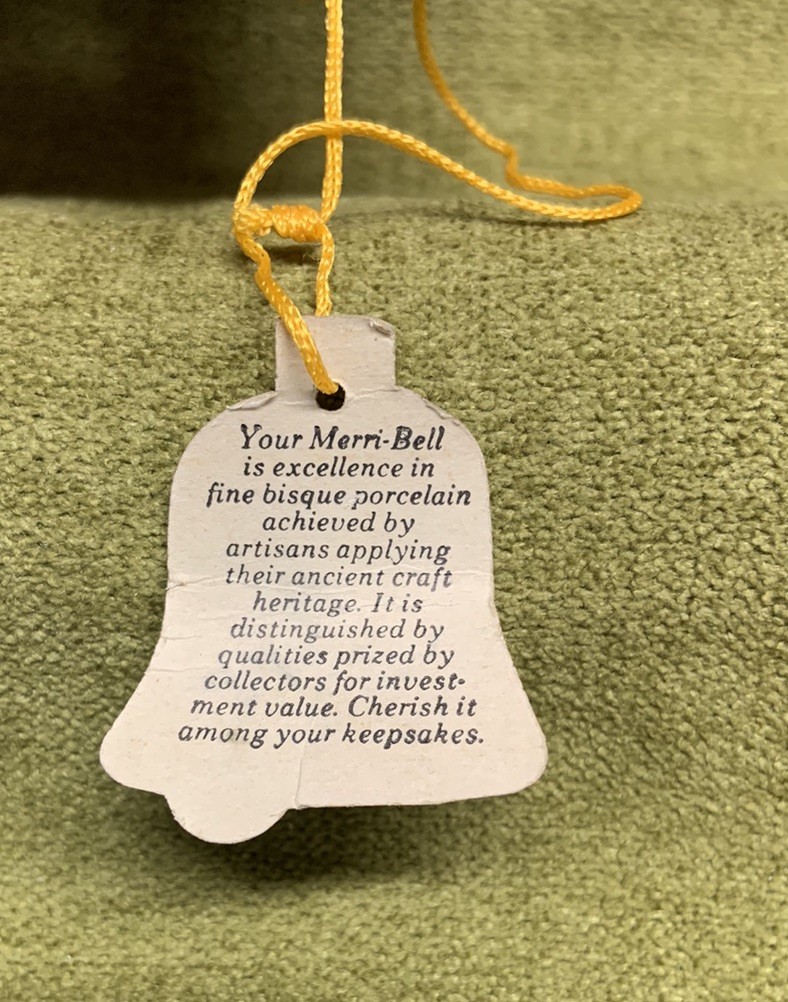 Your Merri-Bell
is excellence in
fine bisque porcelain
achieved by
artisans applying
their ancient craft
heritage. It is
distinguished by
qualities prized by
collectors for invest-
ment value. Cherish it
among your keepsakes.